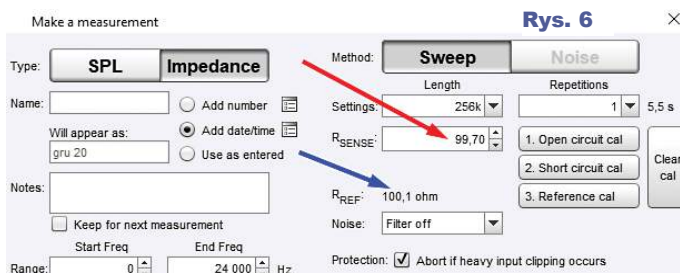 Make a measurement
Rys. 6
Type: SPL Impedance
Method: Sweep Noise
Length Repetitions
Name: Add number
Settings: 256k 1 5,5 s
Will appear as: Add date/time
gru 20 Use as entered
RSENSE: 99,70 1. Open circuit cal
2. Short circuit cal
Clear cal
Notes:
RREF: 100,1 ohm 3. Reference cal
Keep for next measurement
Noise: Filter off
Start Freq End Freq
Protection: Abort if heavy input clipping occurs
Range: 0 24 000 Hz